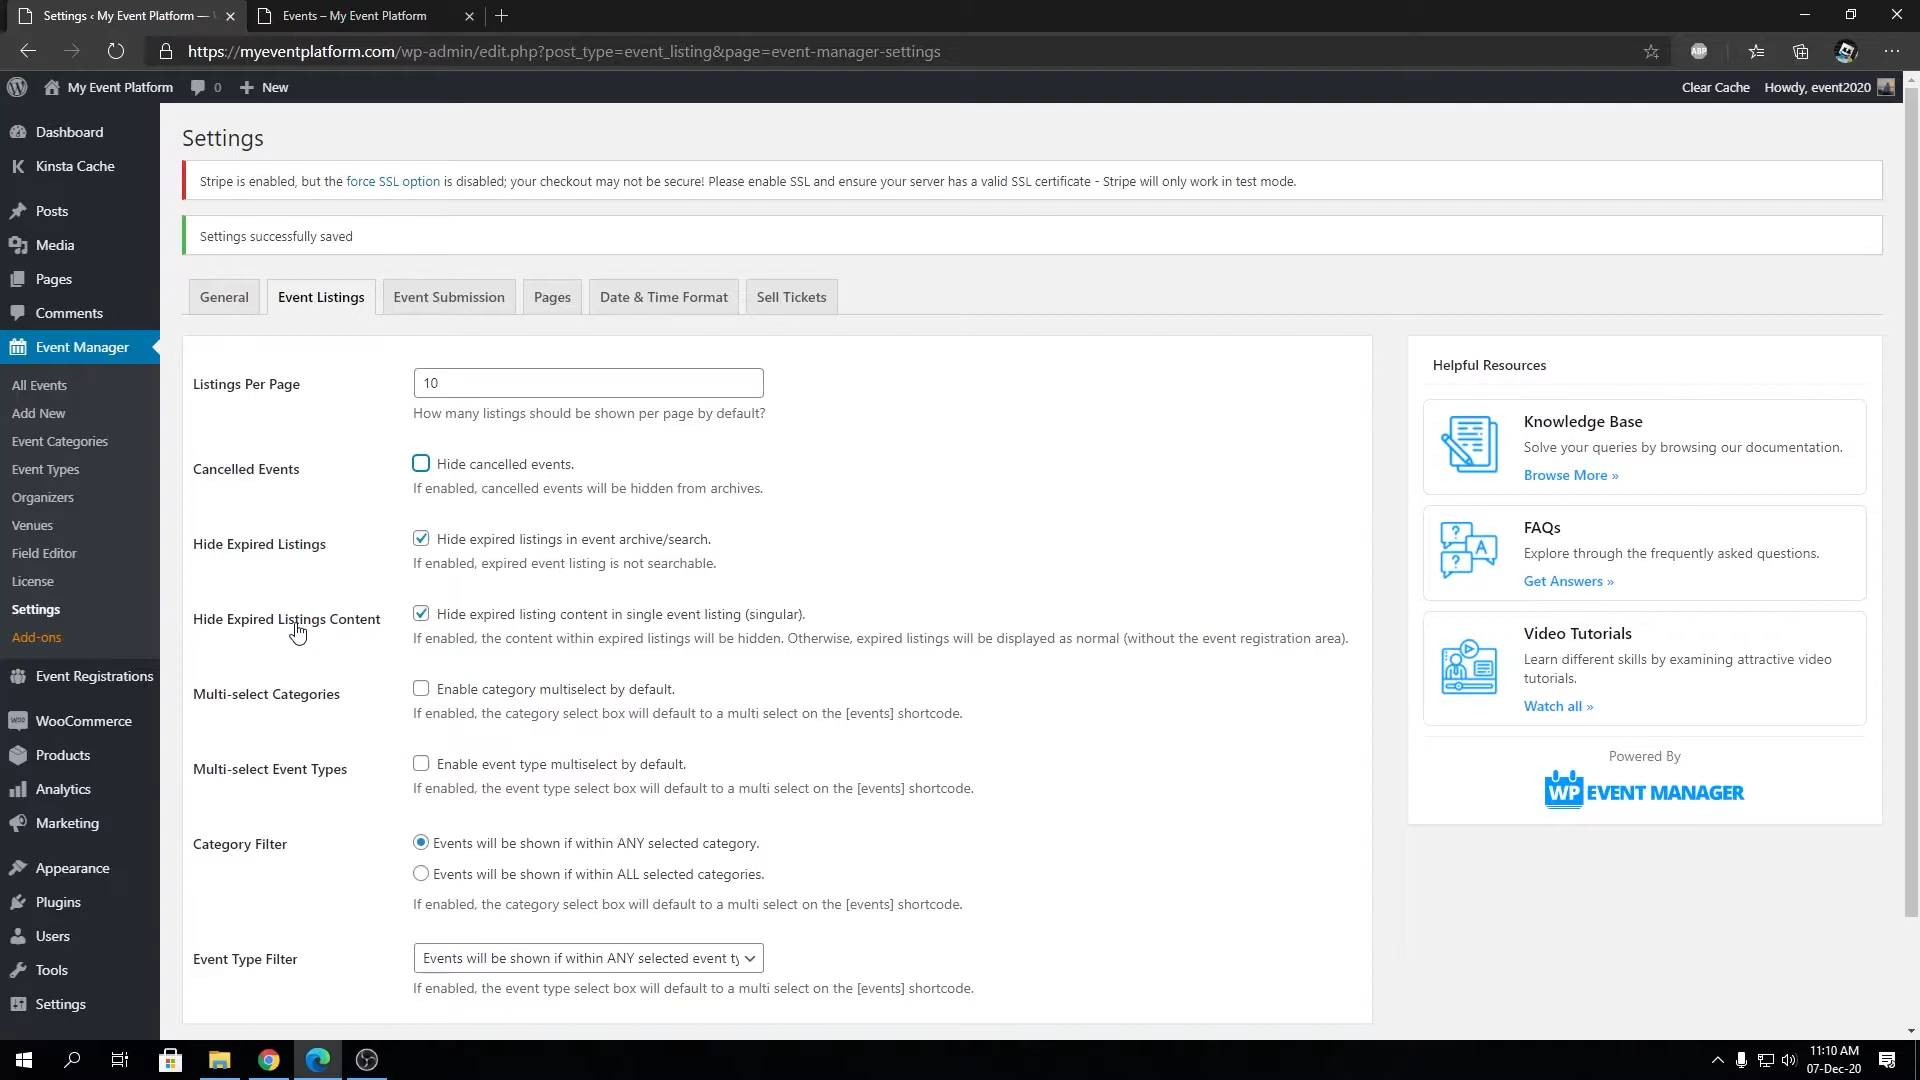 Settings ‹ My Event Platform —
Events – My Event Platform
https://myeventplatform.com/wp-admin/edit.php?post_type=event_listing&page=event-manager-settings
ABP
My Event Platform
0
New
Clear Cache
Howdy, event2020
Dashboard
Kinsta Cache
Posts
Media
Pages
Comments
Event Manager
All Events
Add New
Event Categories
Event Types
Organizers
Venues
Field Editor
License
Settings
Add-ons
Event Registrations
WooCommerce
Products
Analytics
Marketing
Appearance
Plugins
Users
Tools
Settings
Settings
Stripe is enabled, but the force SSL option is disabled; your checkout may not be secure! Please enable SSL and ensure your server has a valid SSL certificate - Stripe will only work in test mode.
Settings successfully saved
General
Event Listings
Event Submission
Pages
Date & Time Format
Sell Tickets
Listings Per Page
10
How many listings should be shown per page by default?
Cancelled Events
Hide cancelled events.
If enabled, cancelled events will be hidden from archives.
Hide Expired Listings
Hide expired listings in event archive/search.
If enabled, expired event listing is not searchable.
Hide Expired Listings Content
Hide expired listing content in single event listing (singular).
If enabled, the content within expired listings will be hidden. Otherwise, expired listings will be displayed as normal (without the event registration area).
Multi-select Categories
Enable category multiselect by default.
If enabled, the category select box will default to a multi select on the [events] shortcode.
Multi-select Event Types
Enable event type multiselect by default.
If enabled, the event type select box will default to a multi select on the [events] shortcode.
Category Filter
Events will be shown if within ANY selected category.
Events will be shown if within ALL selected categories.
If enabled, the category select box will default to a multi select on the [events] shortcode.
Event Type Filter
Events will be shown if within ANY selected event ty
If enabled, the event type select box will default to a multi select on the [events] shortcode.
Helpful Resources
Knowledge Base
Solve your queries by browsing our documentation.
Browse More »
FAQs
Explore through the frequently asked questions.
Get Answers »
Video Tutorials
Learn different skills by examining attractive video
tutorials.
Watch all »
Powered By
WP EVENT MANAGER
11:10 AM
07-Dec-20